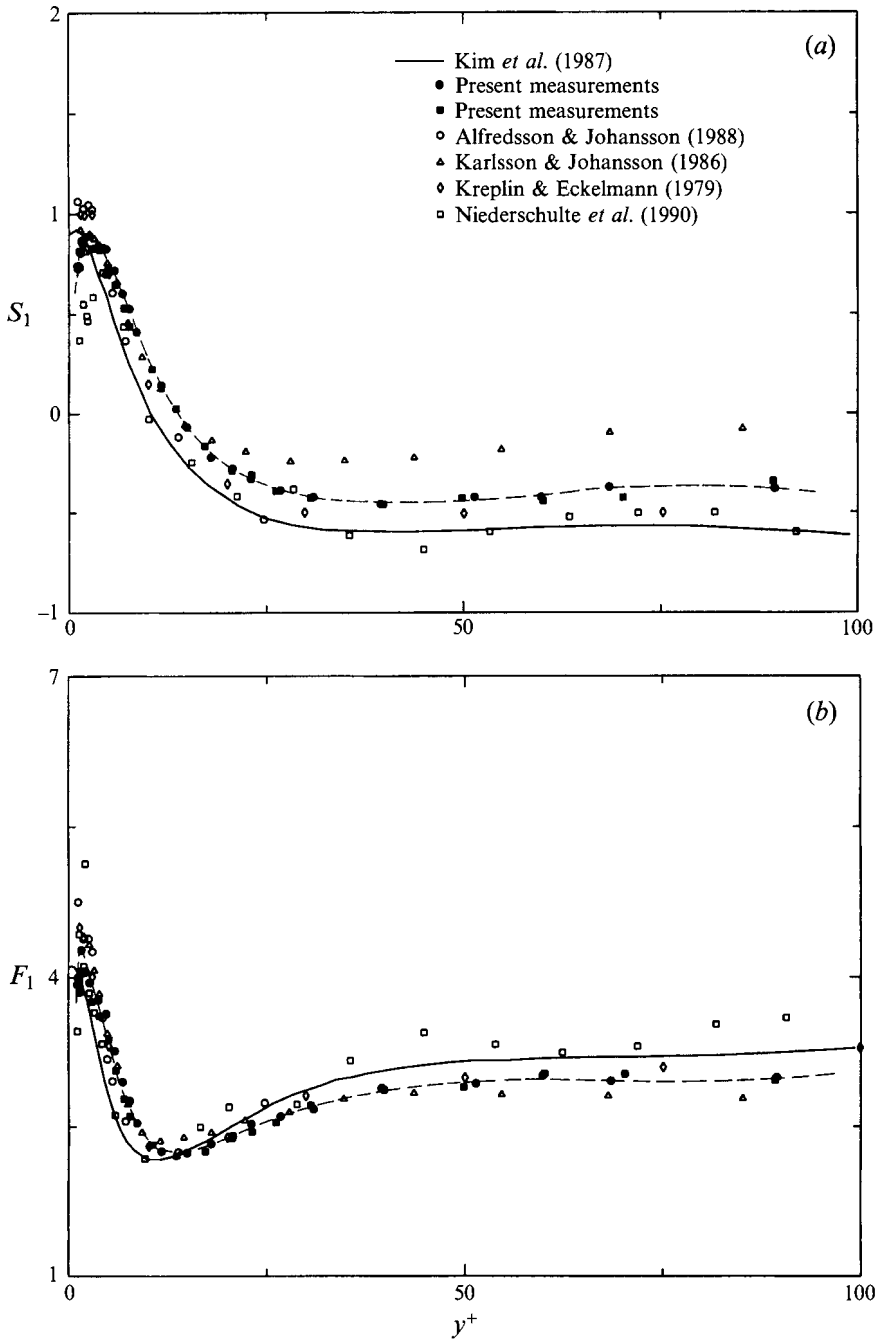 2
(a)
Kim et al. (1987)
Present measurements
Present measurements
Alfredsson & Johansson (1988)
Karlsson & Johansson (1986)
Kreplin & Eckelmann (1979)
Niederschulte et al. (1990)
1
S₁
0
−1
0
50
100
7
(b)
F₁
4
1
0
50
100
y⁺